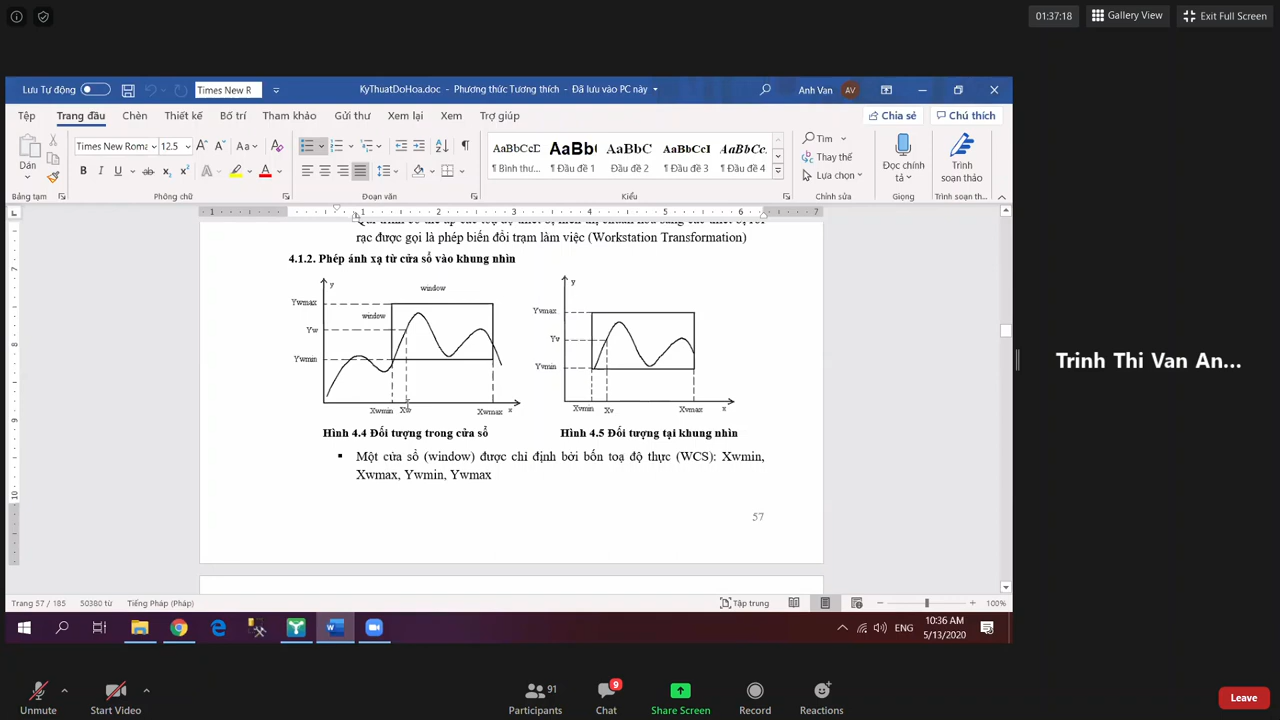 01:37:18 Gallery View Exit Full Screen
Lưu Tự động Times New R KyThuatDoHoa.doc - Phương thức Tương thích - Đã lưu vào PC này Anh Van AV
Tệp Trang đầu Chèn Thiết kế Bố trí Tham khảo Gửi thư Xem lại Xem Trợ giúp Chia sẻ Chú thích
Dán Times New Roma 12.5 Aa AaBbCcD AaBb AaBbC AaBbCcI AaBbCc. Tìm Thay thế Lựa chọn Đọc chính tả Trình soạn thảo
¶ Bình thư... ¶ Đầu đề 1 Đầu đề 2 ¶ Đầu đề 3 ¶ Đầu đề 4
Bảng tạm Phông chữ Đoạn văn Kiểu Chỉnh sửa Giọng Trình soạn th...
1 1 2 3 4 5 6 7
rạc được gọi là phép biến đổi trạm làm việc (Workstation Transformation)
4.1.2. Phép ánh xạ từ cửa sổ vào khung nhìn
y window y
Ywmax window Yvmax
Yw Yv
Ywmin Yvmin
Xwmin Xw Xwmax x Xvmin Xv Xvmax x
Hình 4.4 Đối tượng trong cửa sổ Hình 4.5 Đối tượng tại khung nhìn
Một cửa sổ (window) được chỉ định bởi bốn toạ độ thực (WCS): Xwmin,
Xwmax, Ywmin, Ywmax
57
Trinh Thi Van An...
Trang 57 / 185 50380 từ Tiếng Pháp (Pháp) Tập trung 100%
ENG 10:36 AM
5/13/2020
Unmute Start Video Participants 91 Chat 9 Share Screen Record Reactions Leave